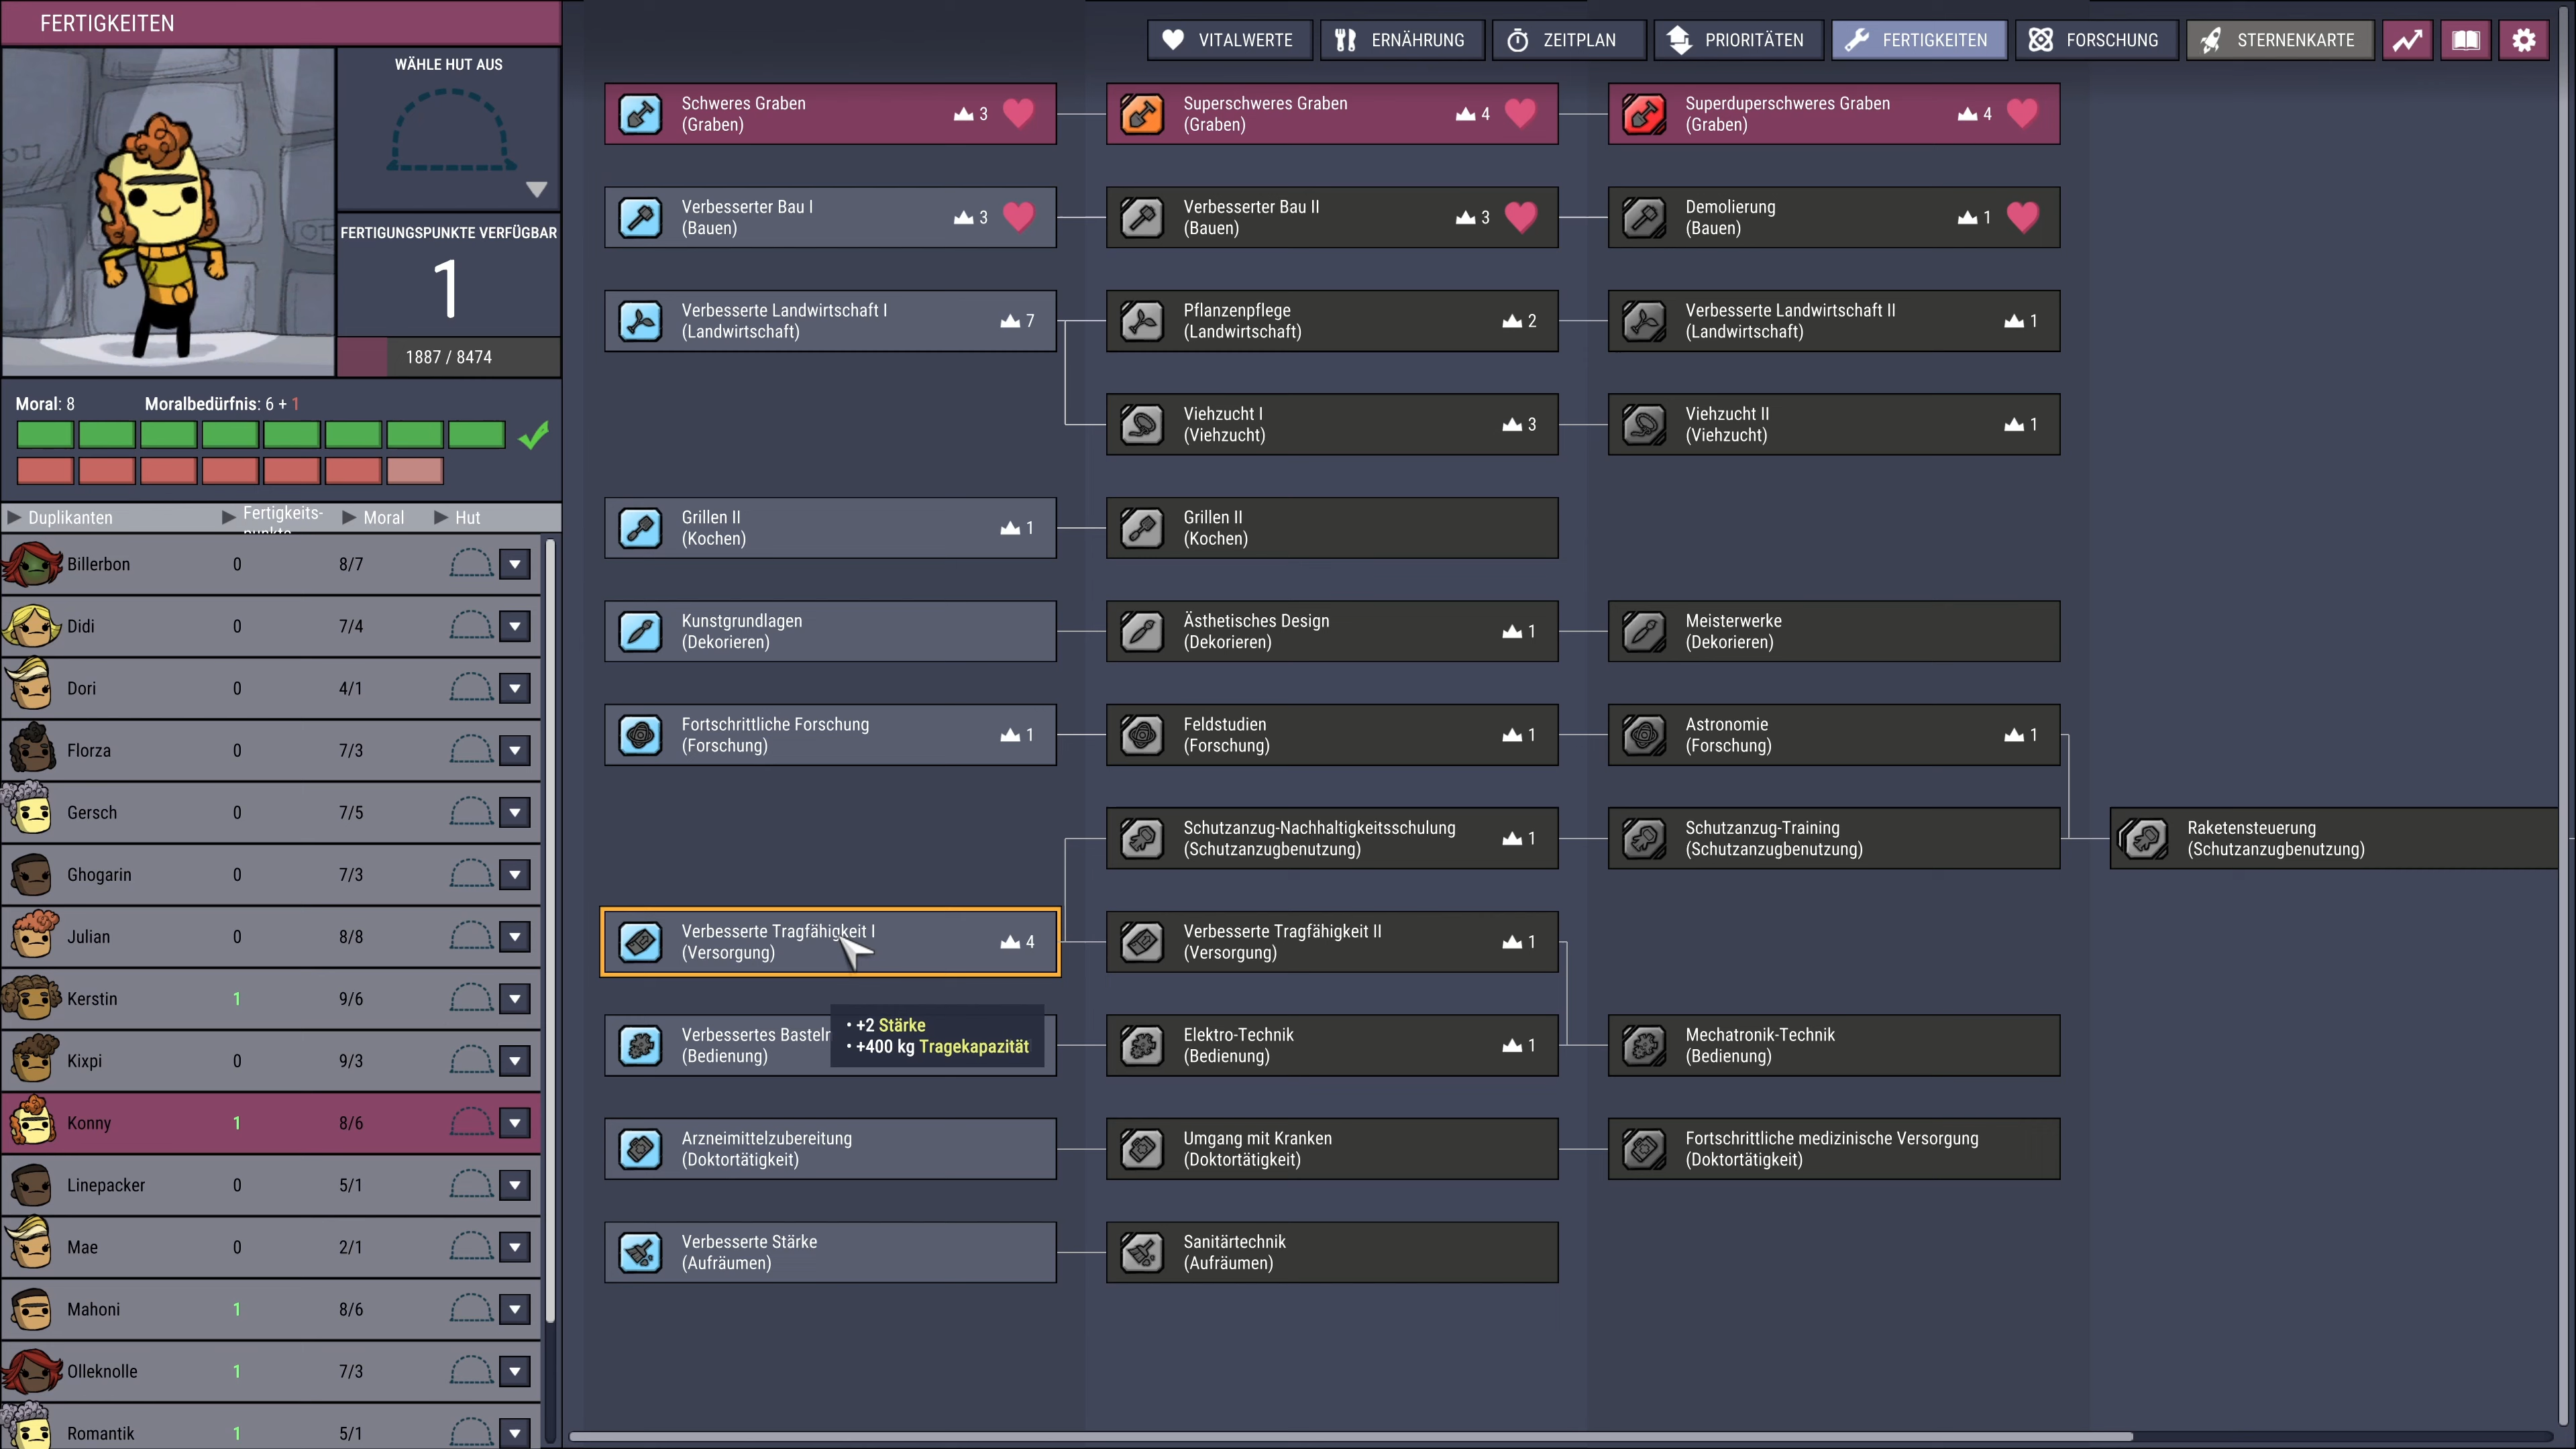 FERTIGKEITEN
VITALWERTE
ERNÄHRUNG
ZEITPLAN
PRIORITÄTEN
FERTIGKEITEN
FORSCHUNG
STERNENKARTE
WÄHLE HUT AUS
FERTIGUNGSPUNKTE VERFÜGBAR
1
1887 / 8474
Moral: 8
Moralbedürfnis: 6 + 1
Duplikanten
Fertigkeits-
punkte
Moral
Hut
Billerbon 0 8/7
Didi 0 7/4
Dori 0 4/1
Florza 0 7/3
Gersch 0 7/5
Ghogarin 0 7/3
Julian 0 8/8
Kerstin 1 9/6
Kixpi 0 9/3
Konny 1 8/6
Linepacker 0 5/1
Mae 0 2/1
Mahoni 1 8/6
Olleknolle 1 7/3
Romantik 1 5/1
Schweres Graben
(Graben)
3
Superschweres Graben
(Graben)
4
Superduperschweres Graben
(Graben)
4
Verbesserter Bau I
(Bauen)
3
Verbesserter Bau II
(Bauen)
3
Demolierung
(Bauen)
1
Verbesserte Landwirtschaft I
(Landwirtschaft)
7
Pflanzenpflege
(Landwirtschaft)
2
Verbesserte Landwirtschaft II
(Landwirtschaft)
1
Viehzucht I
(Viehzucht)
3
Viehzucht II
(Viehzucht)
1
Grillen II
(Kochen)
1
Grillen II
(Kochen)
Kunstgrundlagen
(Dekorieren)
Ästhetisches Design
(Dekorieren)
1
Meisterwerke
(Dekorieren)
Fortschrittliche Forschung
(Forschung)
1
Feldstudien
(Forschung)
1
Astronomie
(Forschung)
1
Schutzanzug-Nachhaltigkeitsschulung
(Schutzanzugbenutzung)
1
Schutzanzug-Training
(Schutzanzugbenutzung)
Raketensteuerung
(Schutzanzugbenutzung)
Verbesserte Tragfähigkeit I
(Versorgung)
4
Verbesserte Tragfähigkeit II
(Versorgung)
1
• +2 Stärke
• +400 kg Tragekapazität
Verbessertes Basteln
(Bedienung)
Elektro-Technik
(Bedienung)
1
Mechatronik-Technik
(Bedienung)
Arzneimittelzubereitung
(Doktortätigkeit)
Umgang mit Kranken
(Doktortätigkeit)
Fortschrittliche medizinische Versorgung
(Doktortätigkeit)
Verbesserte Stärke
(Aufräumen)
Sanitärtechnik
(Aufräumen)